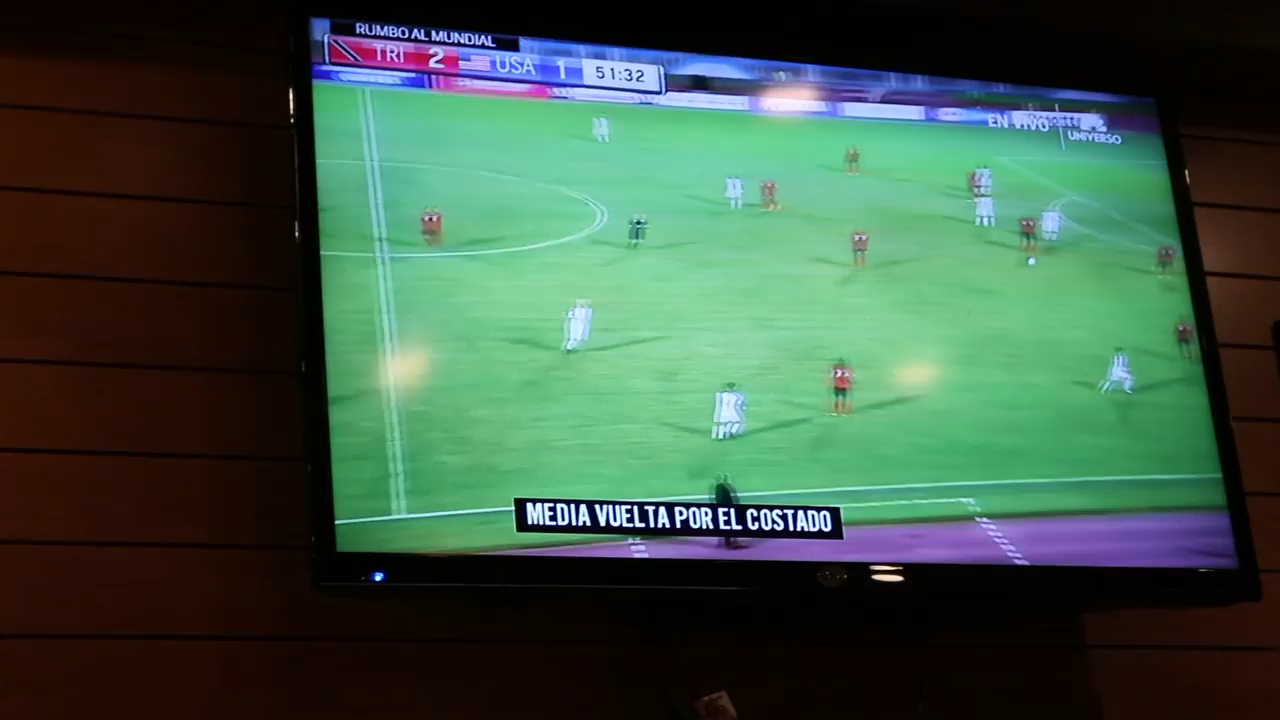 RUMBO AL MUNDIAL
TRI 2 USA 1 51:32
EN VIVO
UNIVERSO
MEDIA VUELTA POR EL COSTADO